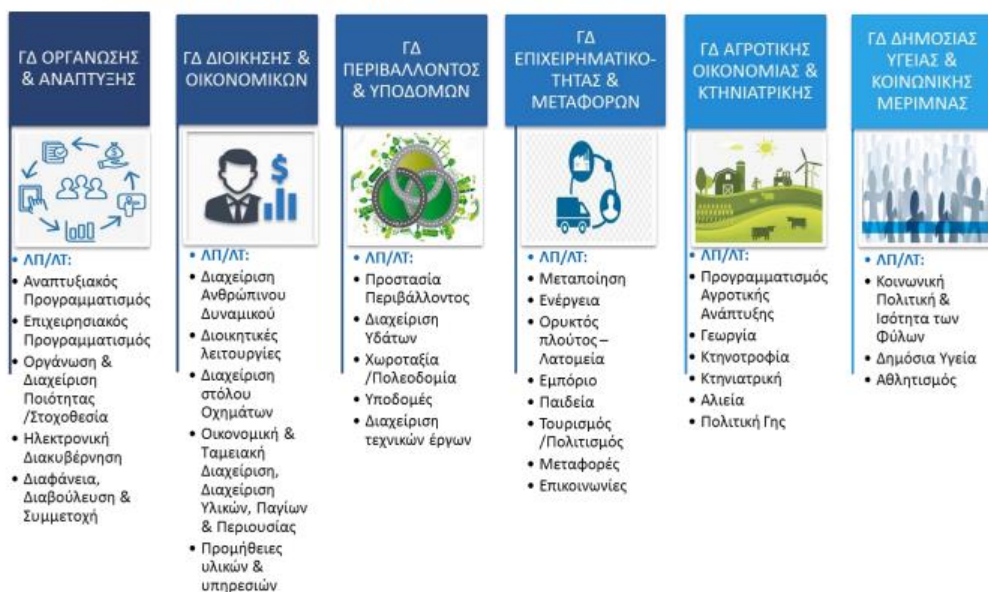 ΓΔ ΟΡΓΑΝΩΣΗΣ
& ΑΝΑΠΤΥΞΗΣ
• ΛΠ/ΛΤ:
• Αναπτυξιακός
Προγραμματισμός
• Επιχειρησιακός
Προγραμματισμός
• Οργάνωση &
Διαχείριση
Ποιότητας
/Στοχοθεσία
• Ηλεκτρονική
Διακυβέρνηση
• Διαφάνεια,
Διαβούλευση &
Συμμετοχή
ΓΔ ΔΙΟΙΚΗΣΗΣ &
ΟΙΚΟΝΟΜΙΚΩΝ
$
• ΛΠ/ΛΤ:
• Διαχείριση
Ανθρώπινου
Δυναμικού
• Διοικητικές
λειτουργίες
• Διαχείριση
στόλου
Οχημάτων
• Οικονομική &
Ταμειακή
Διαχείριση,
Διαχείριση
Υλικών, Παγίων
& Περιουσίας
• Προμήθειες
υλικών &
υπηρεσιών
ΓΔ
ΠΕΡΙΒΑΛΛΟΝΤΟΣ
& ΥΠΟΔΟΜΩΝ
• ΛΠ/ΛΤ:
• Προστασία
Περιβάλλοντος
• Διαχείριση
Υδάτων
• Χωροταξία
/Πολεοδομία
• Υποδομές
• Διαχείριση
τεχνικών έργων
ΓΔ
ΕΠΙΧΕΙΡΗΜΑΤΙΚΟ-
ΤΗΤΑΣ &
ΜΕΤΑΦΟΡΩΝ
• ΛΠ/ΛΤ:
• Μεταποίηση
• Ενέργεια
• Ορυκτός
πλούτος –
Λατομεία
• Εμπόριο
• Παιδεία
• Τουρισμός
/Πολιτισμός
• Μεταφορές
• Επικοινωνίες
ΓΔ ΑΓΡΟΤΙΚΗΣ
ΟΙΚΟΝΟΜΙΑΣ &
ΚΤΗΝΙΑΤΡΙΚΗΣ
• ΛΠ/ΛΤ:
• Προγραμματισμός
Αγροτικής
Ανάπτυξης
• Γεωργία
• Κτηνοτροφία
• Κτηνιατρική
• Αλιεία
• Πολιτική Γης
ΓΔ ΔΗΜΟΣΙΑΣ
ΥΓΕΙΑΣ &
ΚΟΙΝΩΝΙΚΗΣ
ΜΕΡΙΜΝΑΣ
• ΛΠ/ΛΤ:
• Κοινωνική
Πολιτική &
Ισότητα των
Φύλων
• Δημόσια Υγεία
• Αθλητισμός